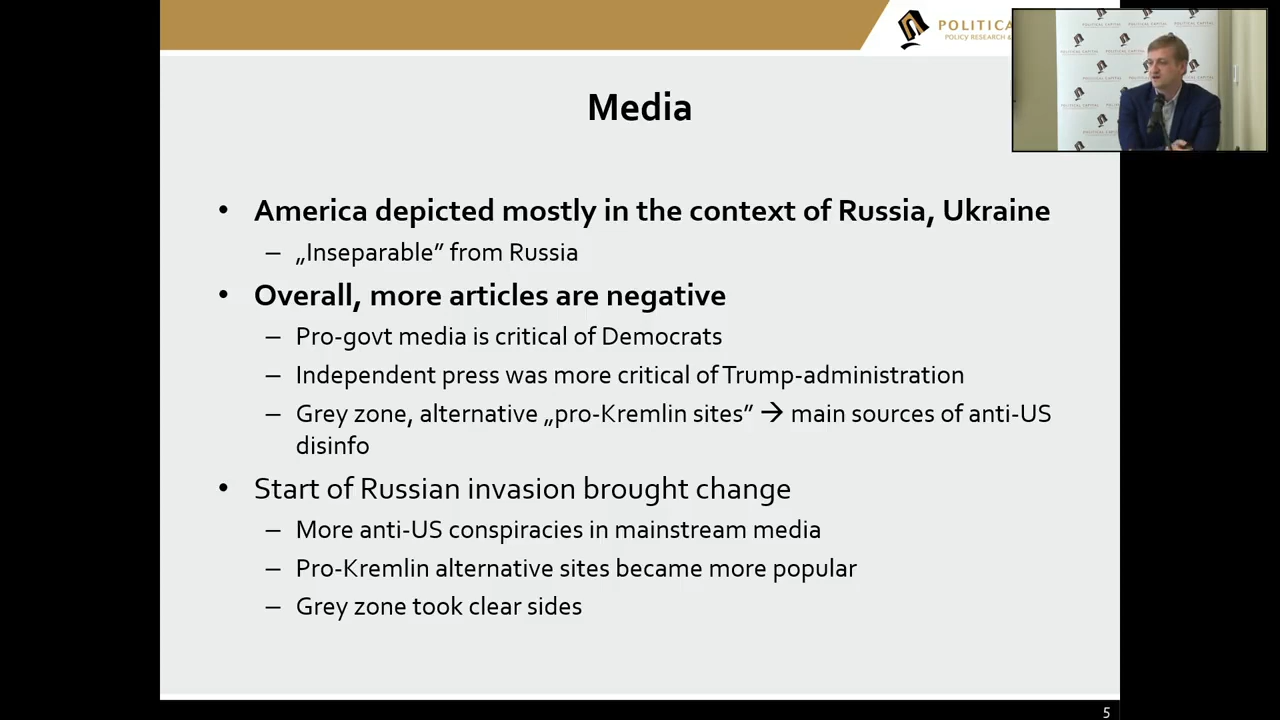 POLITICA
POLICY RESEARCH &
Media
• America depicted mostly in the context of Russia, Ukraine
– „Inseparable” from Russia
• Overall, more articles are negative
– Pro-govt media is critical of Democrats
– Independent press was more critical of Trump-administration
– Grey zone, alternative „pro-Kremlin sites” → main sources of anti-US
disinfo
• Start of Russian invasion brought change
– More anti-US conspiracies in mainstream media
– Pro-Kremlin alternative sites became more popular
– Grey zone took clear sides
5